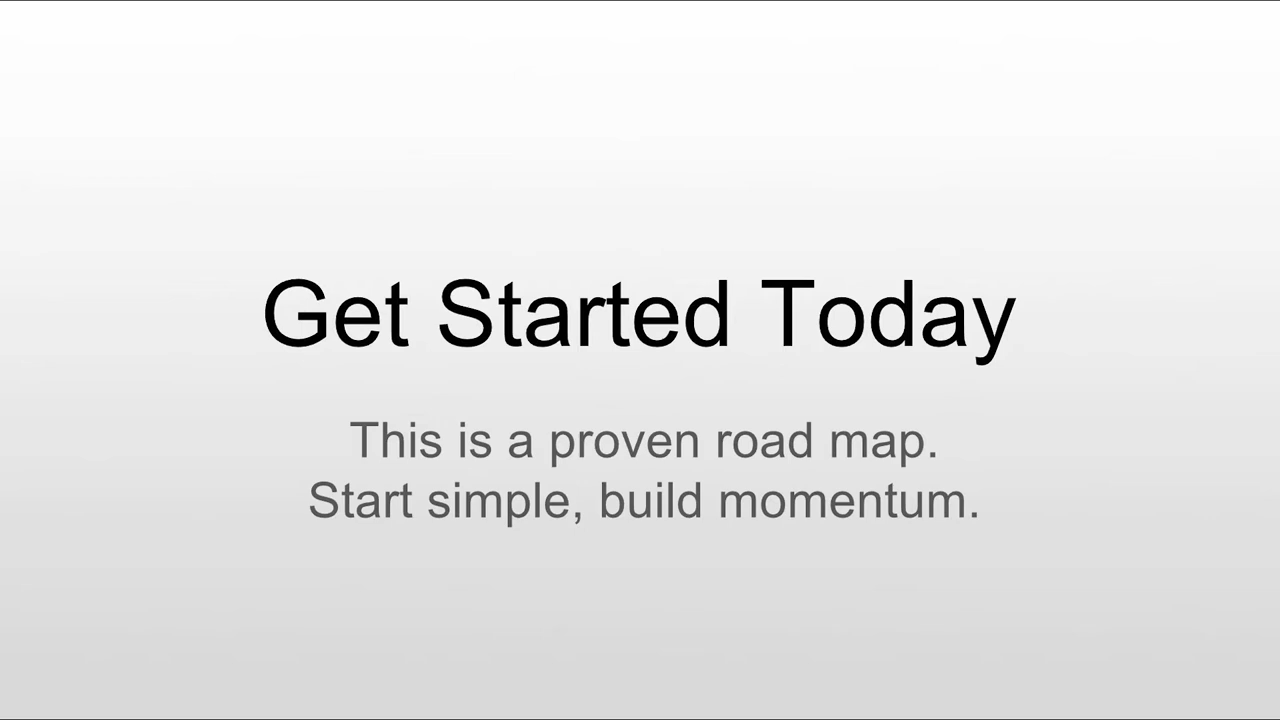 Get Started Today
This is a proven road map.
Start simple, build momentum.